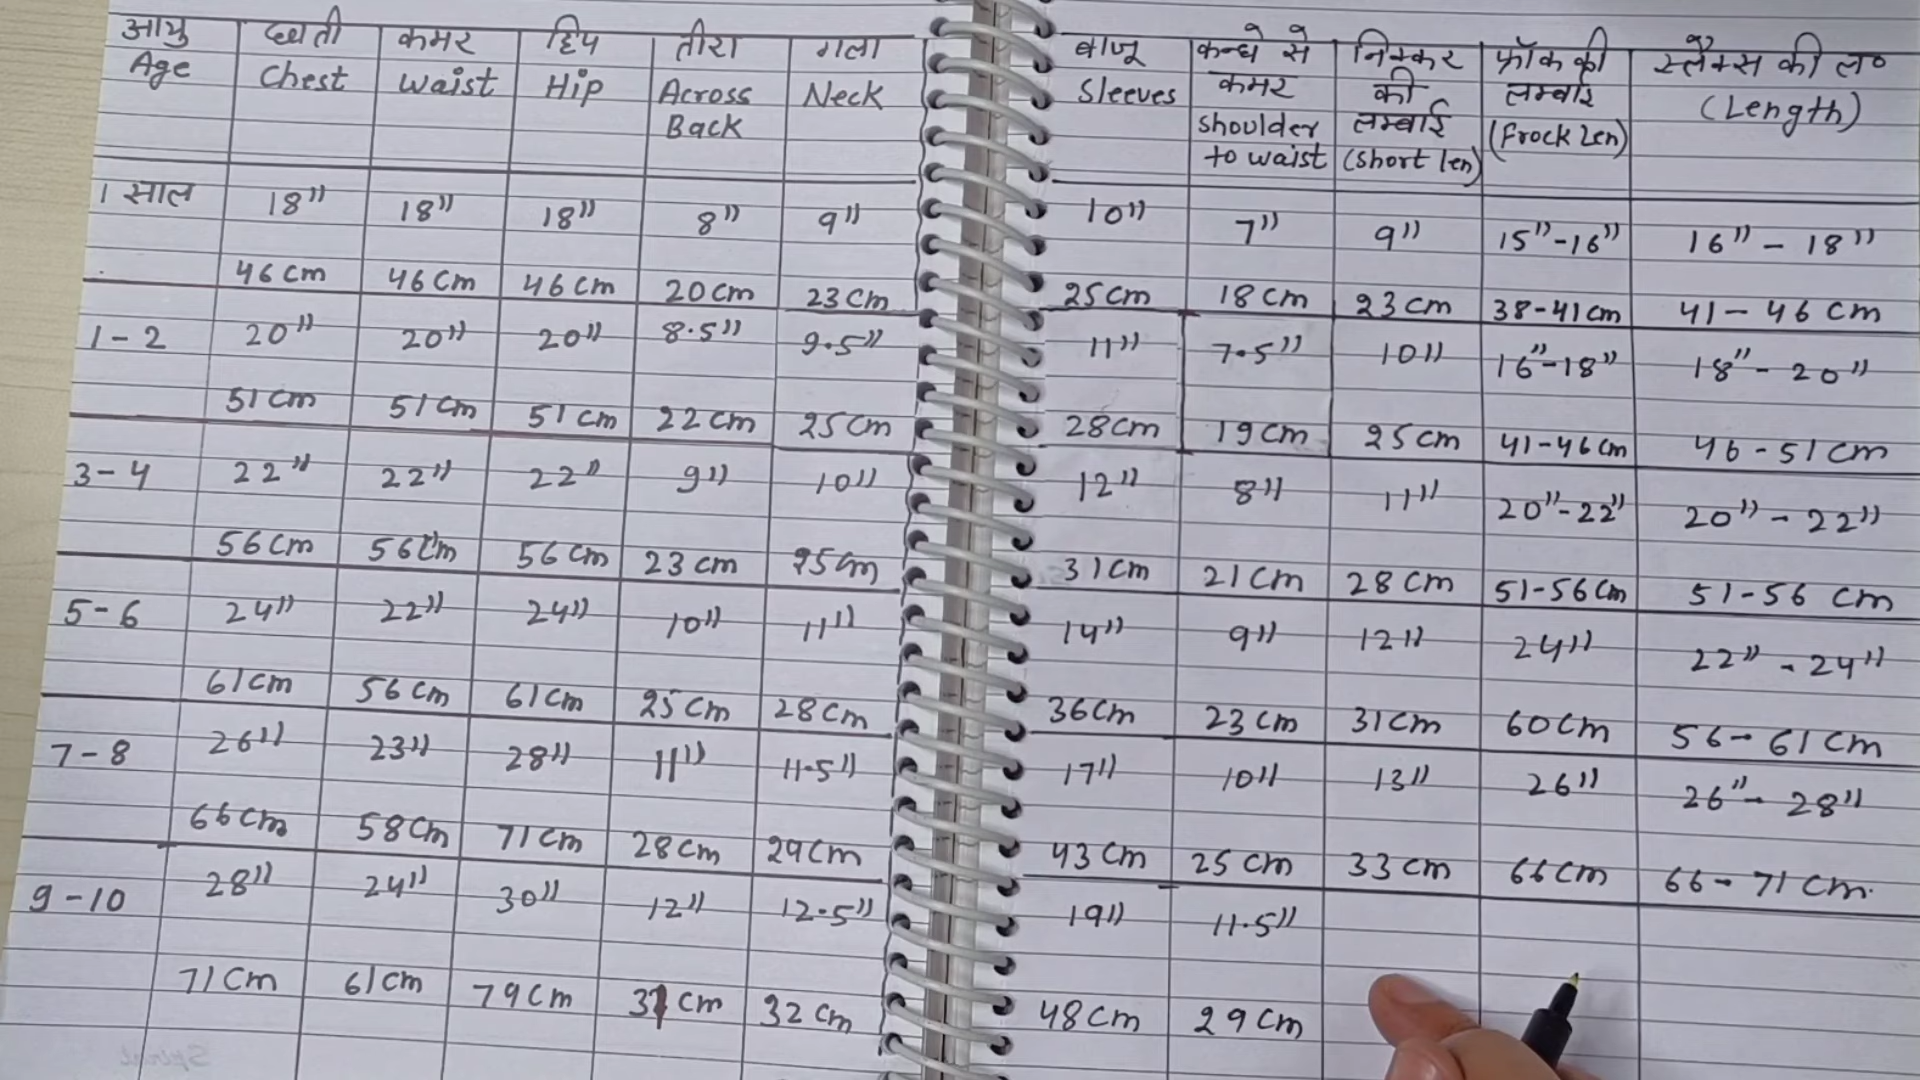 आयु छाती कमर हिप तीरा गला बाजू कन्धे से निक्कर फ्रॉक की स्लैक्स की ल०
Age Chest Waist Hip Across Neck Sleeves कमर की लम्बाई (Length)
Back shoulder लम्बाई (Frock Len)
to waist (short len)
1 साल 18" 18" 18" 8" 9" 10" 7" 9" 15"-16" 16" - 18"
46 cm 46 cm 46 cm 20 cm 23 cm 25 cm 18 cm 23 cm 38-41 cm 41 - 46 cm
1 - 2 20" 20" 20" 8.5" 9.5" 11" 7.5" 10" 16"-18" 18" - 20"
51 cm 51 cm 51 cm 22 cm 25 cm 28 cm 19 cm 25 cm 41-46 cm 46 - 51 cm
3 - 4 22" 22" 22" 9" 10" 12" 8" 11" 20"-22" 20" - 22"
56 cm 56 cm 56 cm 23 cm 25 cm 31 cm 21 cm 28 cm 51-56 cm 51-56 cm
5 - 6 24" 22" 24" 10" 11" 14" 9" 12" 24" 22" - 24"
61 cm 56 cm 61 cm 25 cm 28 cm 36 cm 23 cm 31 cm 60 cm 56 - 61 cm
7 - 8 26" 23" 28" 11" 11.5" 17" 10" 13" 26" 26" - 28"
66 cm 58 cm 71 cm 28 cm 29 cm 43 cm 25 cm 33 cm 66 cm 66 - 71 cm.
9 - 10 28" 24" 30" 12" 12.5" 19" 11.5"
71 cm 61 cm 79 cm 31 cm 32 cm 48 cm 29 cm